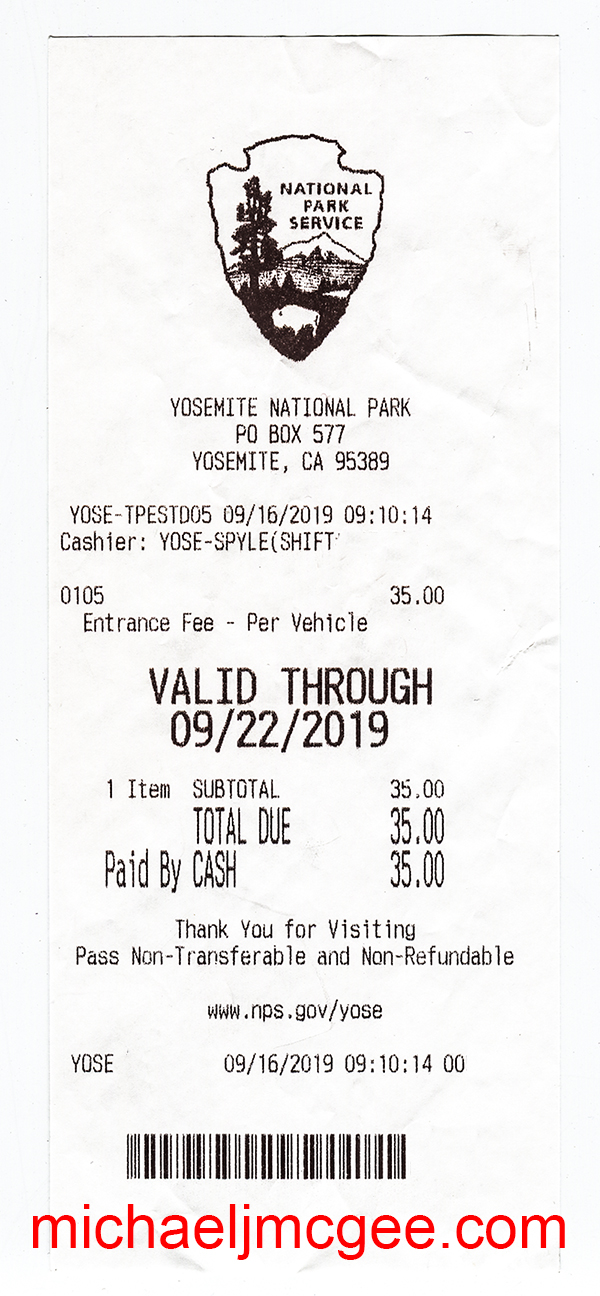 NATIONAL
PARK
SERVICE
YOSEMITE NATIONAL PARK
PO BOX 577
YOSEMITE, CA 95389
YOSE-TPESTD05 09/16/2019 09:10:14
Cashier: YOSE-SPYLE(SHIFT
0105 35.00
Entrance Fee - Per Vehicle
VALID THROUGH
09/22/2019
1 Item SUBTOTAL 35.00
TOTAL DUE 35.00
Paid By CASH 35.00
Thank You for Visiting
Pass Non-Transferable and Non-Refundable
www.nps.gov/yose
YOSE 09/16/2019 09:10:14 00
michaeljmcgee.com